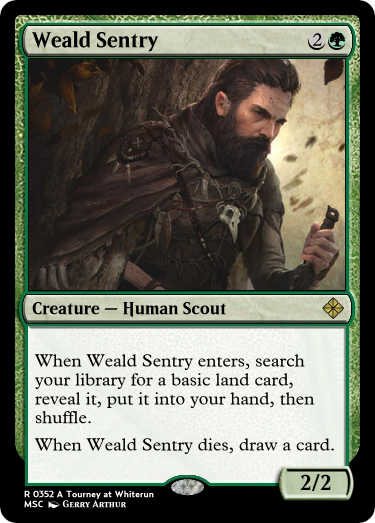 Weald Sentry 2
Creature — Human Scout
When Weald Sentry enters, search
your library for a basic land card,
reveal it, put it into your hand, then
shuffle.
When Weald Sentry dies, draw a card.
2/2
R 0352 A Tourney at Whiterun
MSC Gerry Arthur